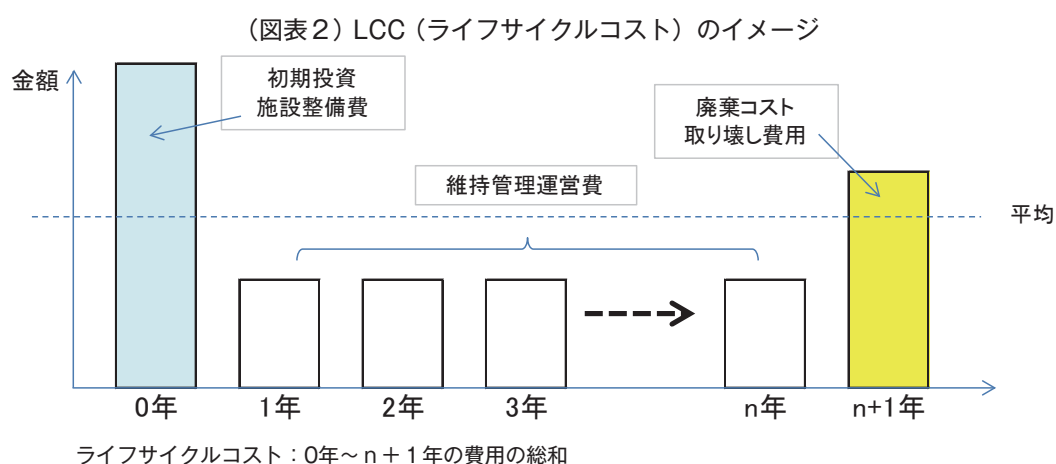 (図表2)LCC(ライフサイクルコスト)のイメージ
金額
初期投資
施設整備費
廃棄コスト
取り壊し費用
維持管理運営費
平均
0年
1年
2年
3年
n年
n+1年
ライフサイクルコスト:0年~n+1年の費用の総和